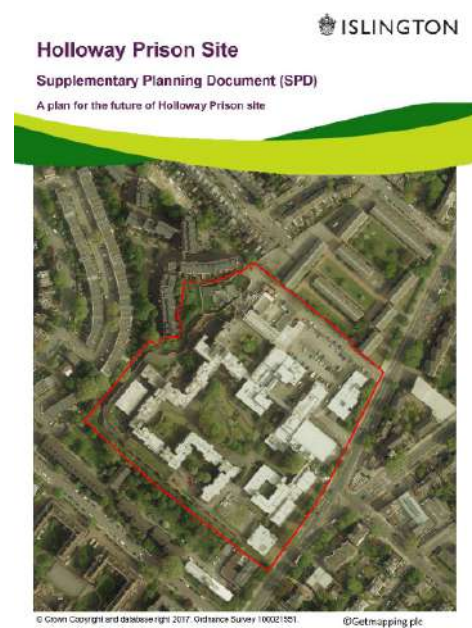 ISLINGTON
Holloway Prison Site
Supplementary Planning Document (SPD)
A plan for the future of Holloway Prison site
© Crown Copyright and database right 2017. Ordnance Survey 100021551.
©Getmapping plc